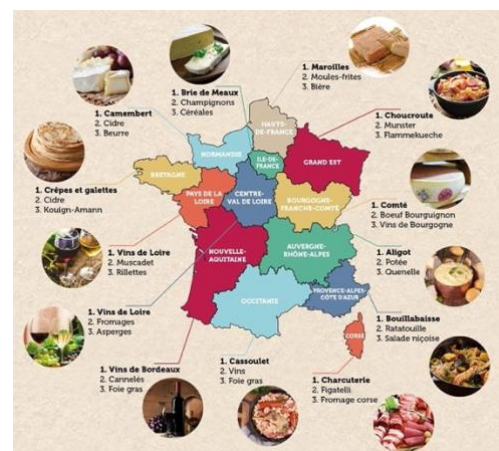 1. Maroilles
2. Moules-frites
3. Bière
1. Brie de Meaux
2. Champignons
3. Céréales
1. Camembert
2. Cidre
3. Beurre
1. Choucroute
2. Munster
3. Flammekueche
HAUTS-
DE-FRANCE
NORMANDIE
ILE-DE-
FRANCE
GRAND EST
BRETAGNE
PAYS DE LA
LOIRE
CENTRE-
VAL DE LOIRE
BOURGOGNE-
FRANCHE-COMTÉ
1. Crêpes et galettes
2. Cidre
3. Kouign-Amann
1. Comté
2. Boeuf Bourguignon
3. Vins de Bourgogne
1. Vins de Loire
2. Muscadet
3. Rillettes
NOUVELLE-
AQUITAINE
AUVERGNE-
RHÔNE-ALPES
1. Aligot
2. Potée
3. Quenelle
OCCITANIE
PROVENCE-ALPES-
CÔTE D'AZUR
CORSE
1. Vins de Loire
2. Fromages
3. Asperges
1. Bouillabaisse
2. Ratatouille
3. Salade niçoise
1. Vins de Bordeaux
2. Cannelés
3. Foie gras
1. Cassoulet
2. Vins
3. Foie gras
1. Charcuterie
2. Figatelli
3. Fromage corse